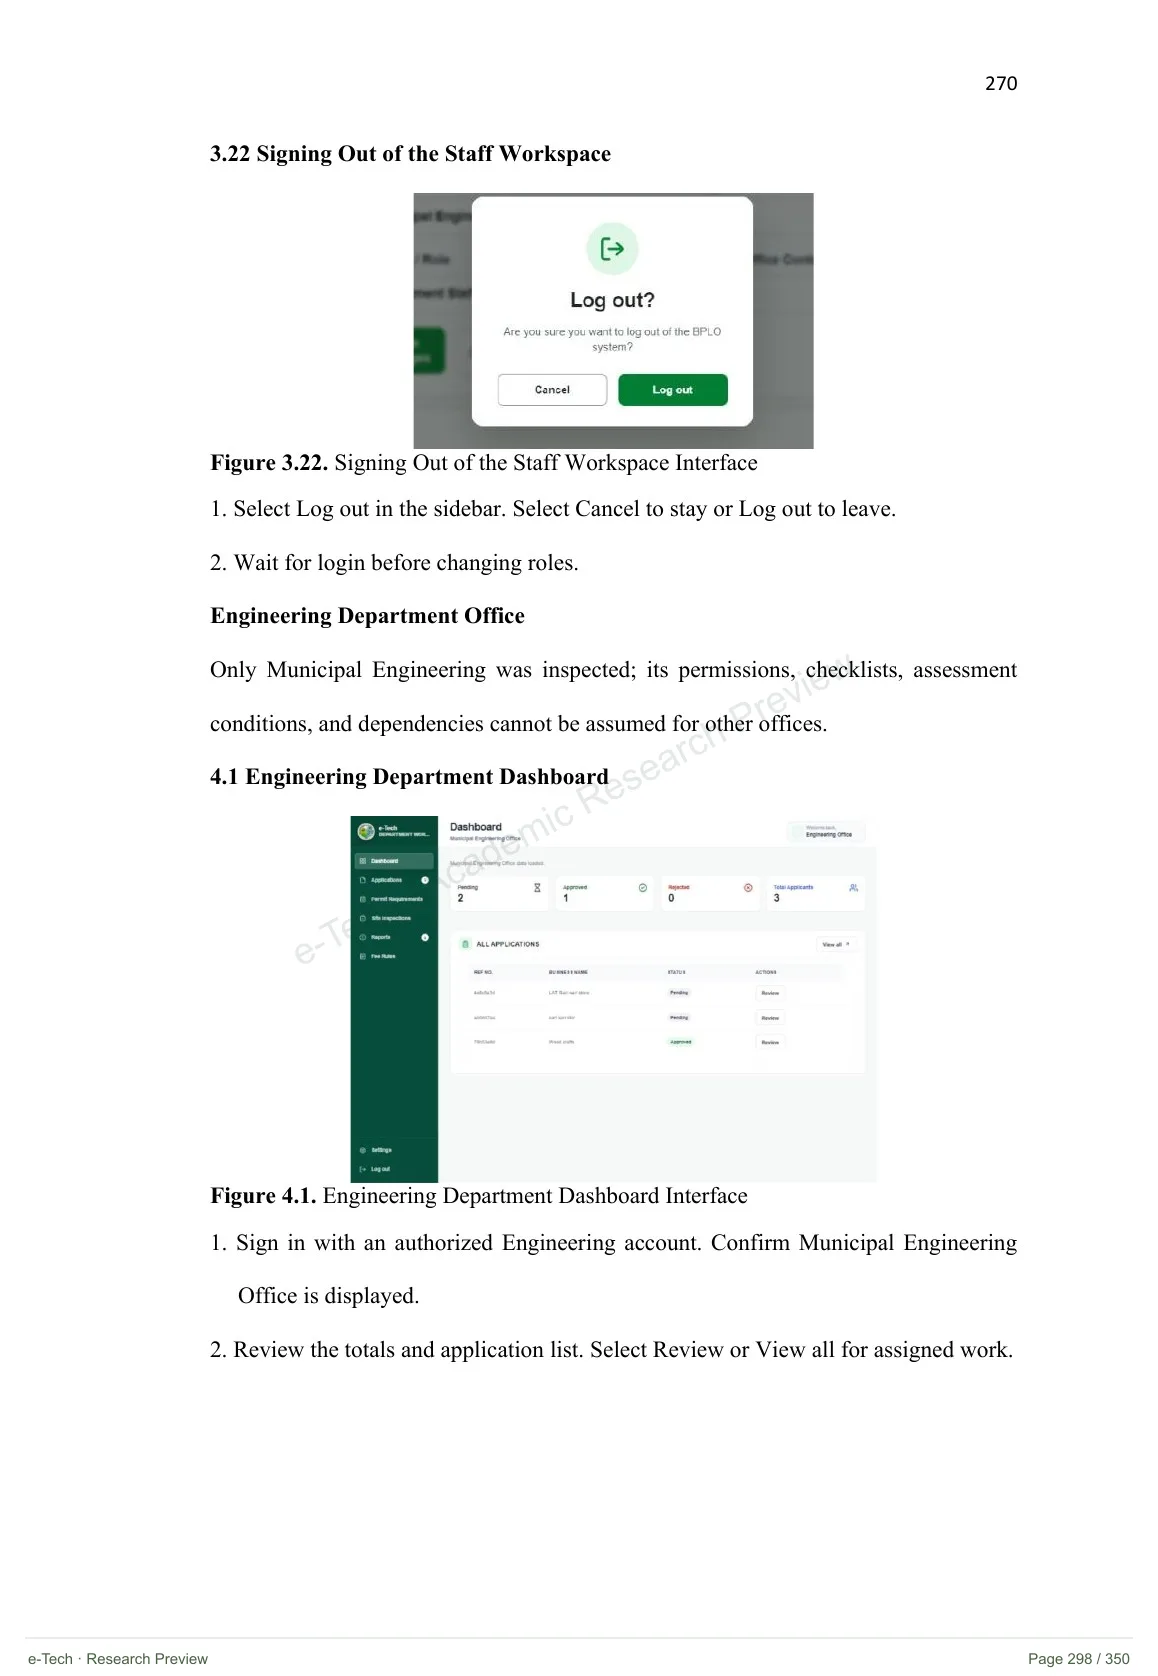 270
3.22 Signing Out of the Staff Workspace
Log out?
Are you sure you want to log out of the BPLO
system?
Cancel
Log out
Figure 3.22. Signing Out of the Staff Workspace Interface
1. Select Log out in the sidebar. Select Cancel to stay or Log out to leave.
2. Wait for login before changing roles.
Engineering Department Office
Only Municipal Engineering was inspected; its permissions, checklists, assessment
conditions, and dependencies cannot be assumed for other offices.
4.1 Engineering Department Dashboard
e-Tech
Dashboard
Municipal Engineering Office
Welcome back,
Engineering Office
Dashboard
Applications
Permit Requirements
Site Inspections
Reports
Fee Rules
Settings
Log out
Municipal Engineering Office data loaded.
Pending
2
Approved
1
Rejected
0
Total Applicants
3
ALL APPLICATIONS
View all
REF NO. BUSINESS NAME STATUS ACTIONS
Pending Review
Pending Review
Approved Review
Figure 4.1. Engineering Department Dashboard Interface
1. Sign in with an authorized Engineering account. Confirm Municipal Engineering
Office is displayed.
2. Review the totals and application list. Select Review or View all for assigned work.
Academic Research Preview
e-Tech · Research Preview
Page 298 / 350